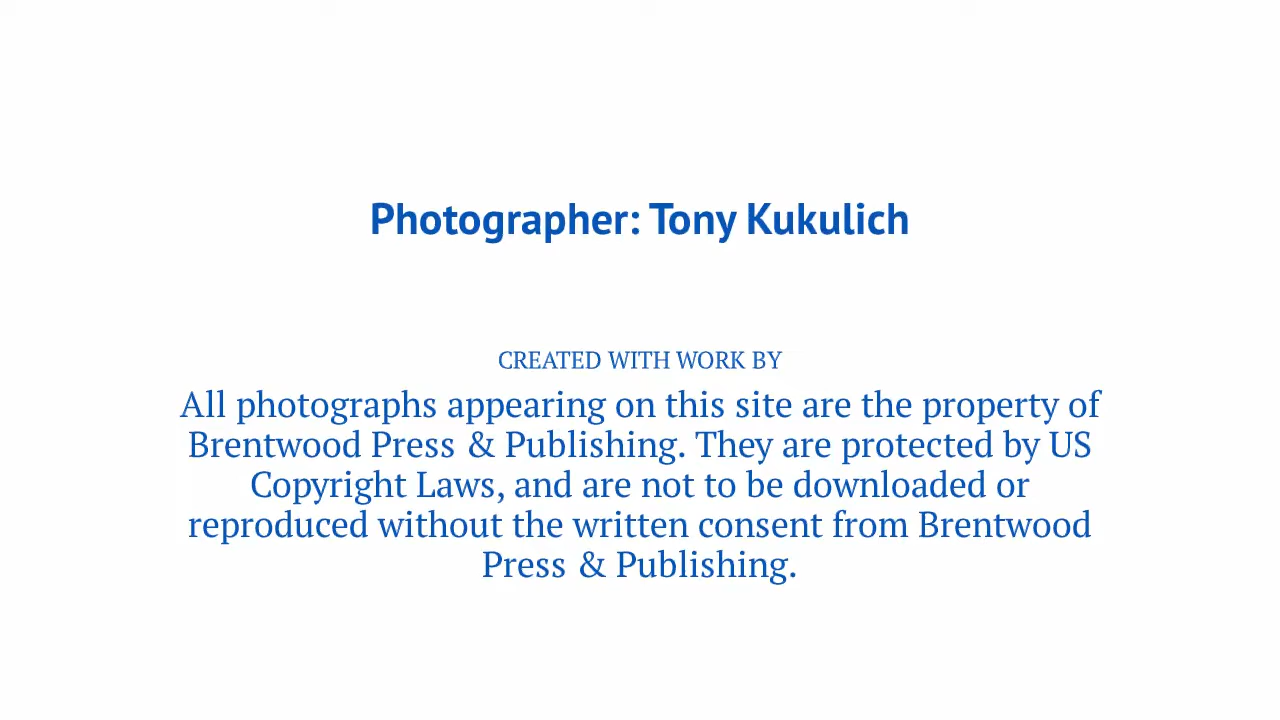 Photographer: Tony Kukulich
CREATED WITH WORK BY
All photographs appearing on this site are the property of
Brentwood Press & Publishing. They are protected by US
Copyright Laws, and are not to be downloaded or
reproduced without the written consent from Brentwood
Press & Publishing.